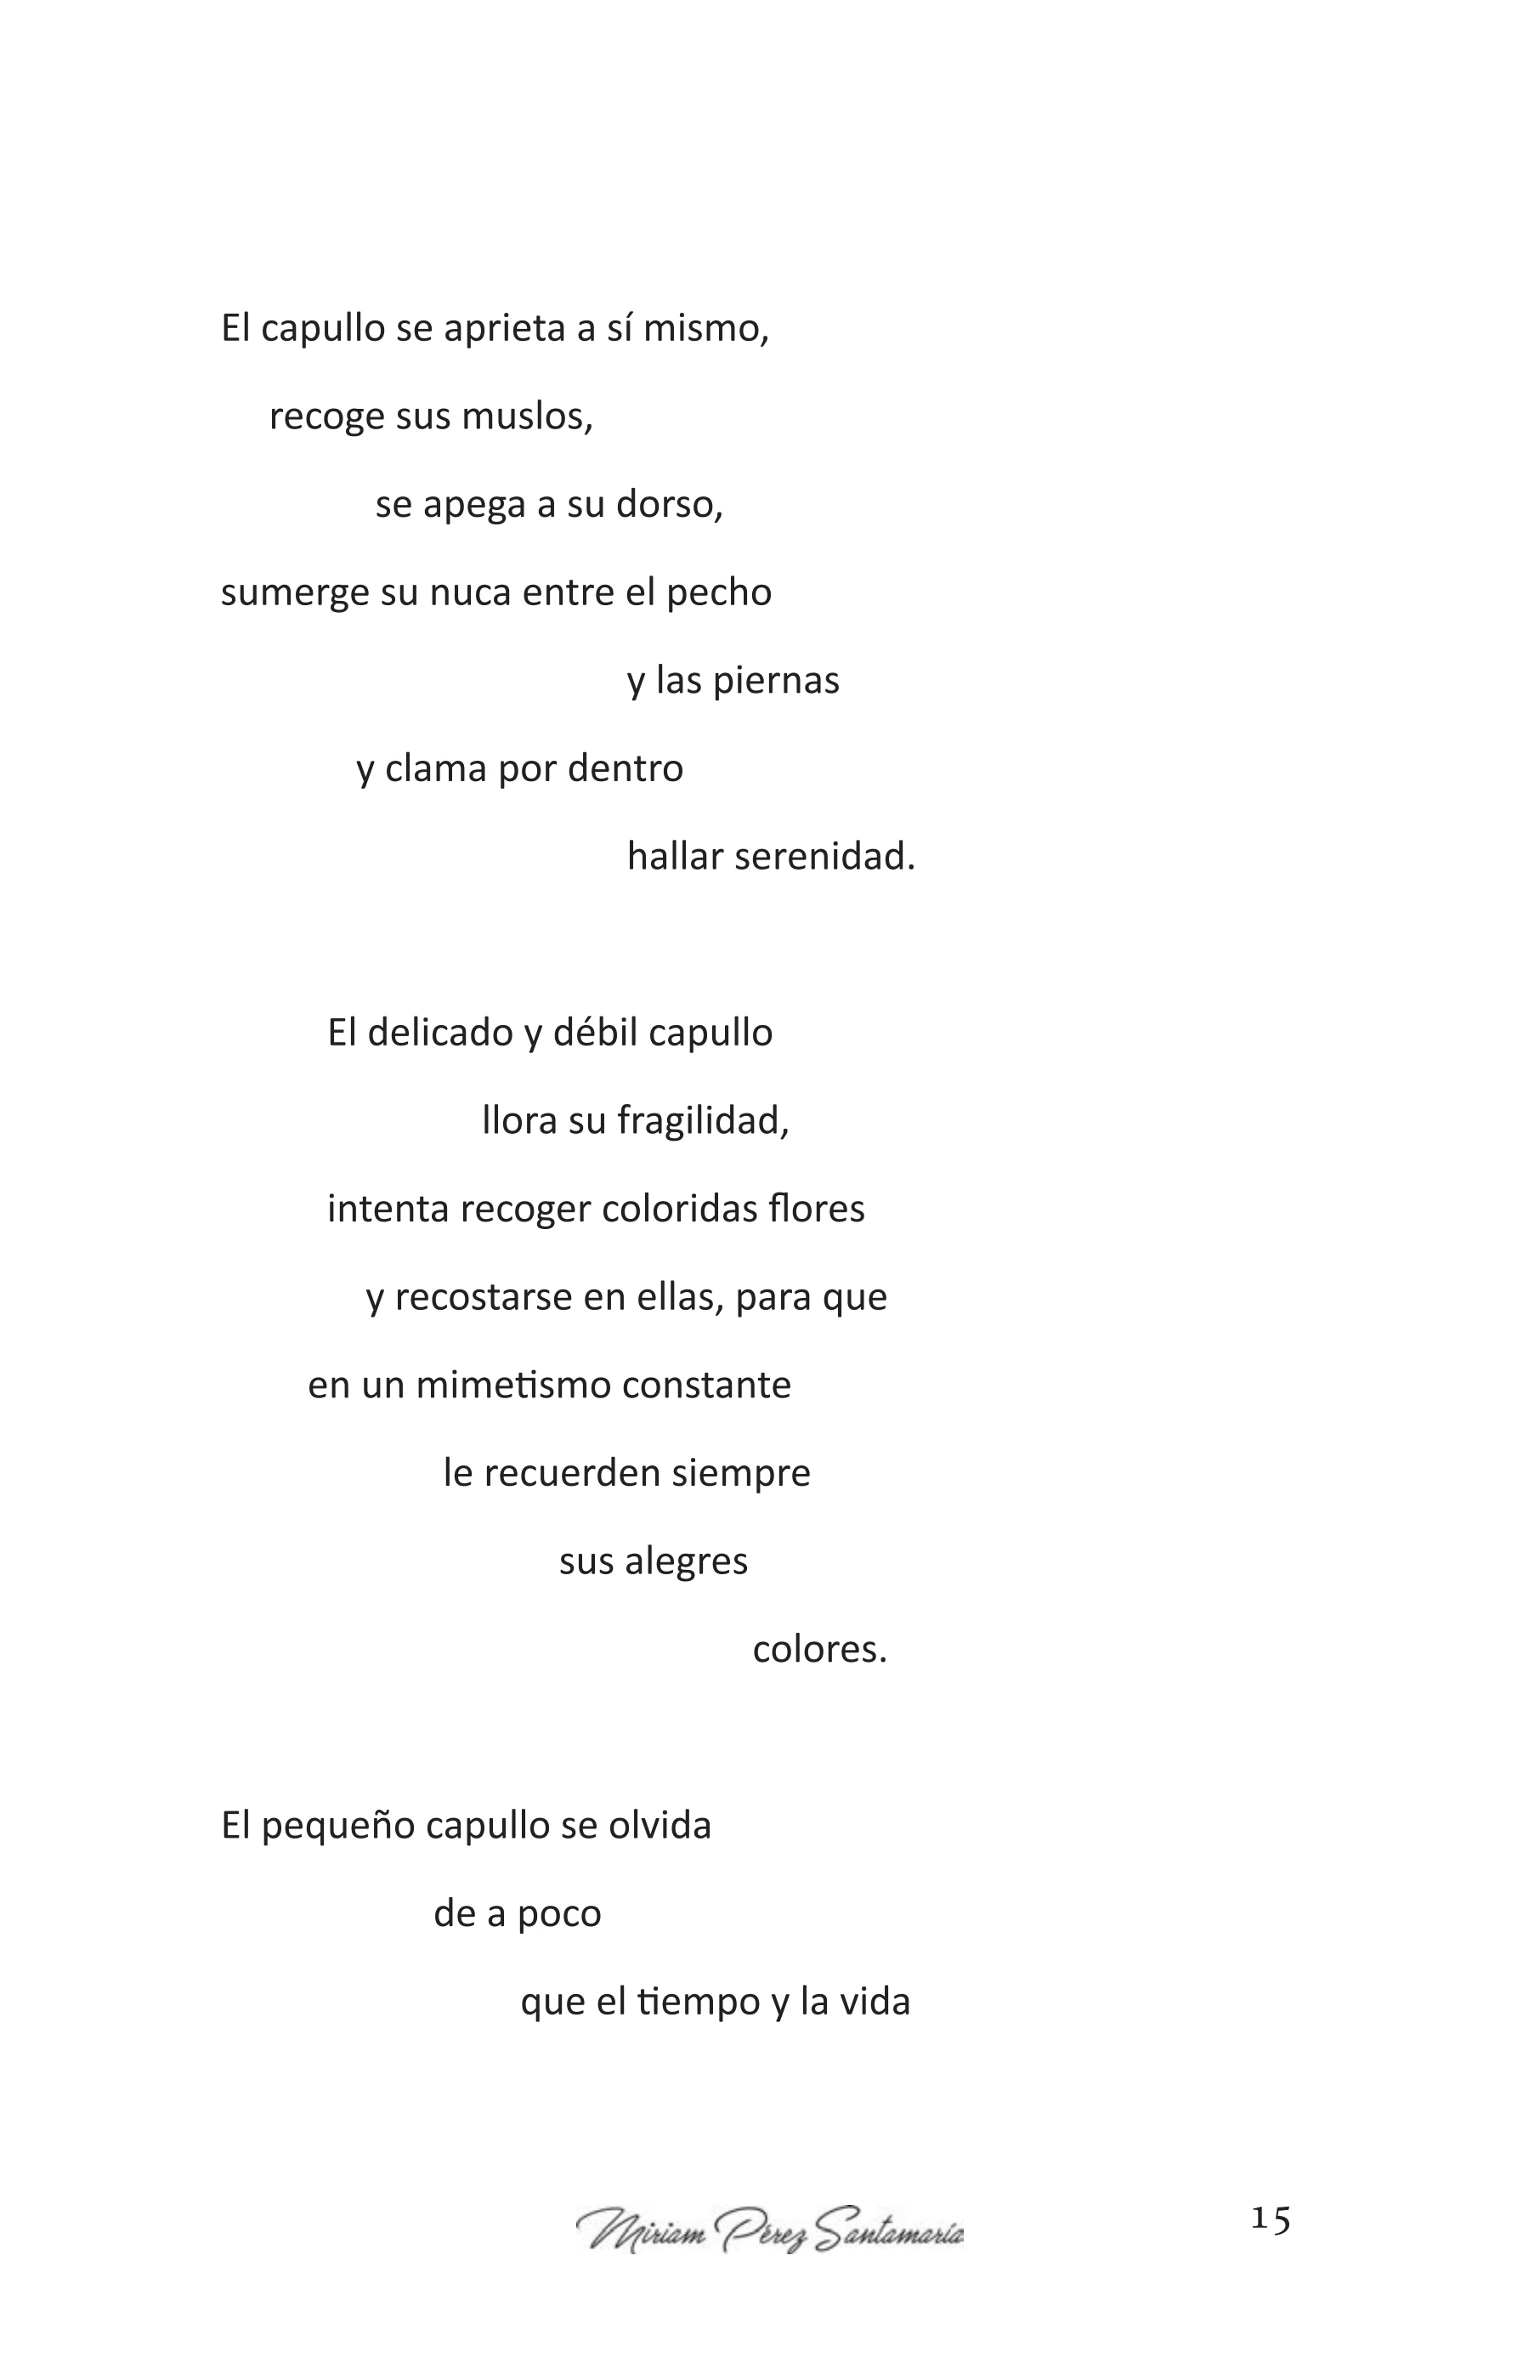 El capullo se aprieta a sí mismo,
recoge sus muslos,
se apega a su dorso,
sumerge su nuca entre el pecho
y las piernas
y clama por dentro
hallar serenidad.
El delicado y débil capullo
llora su fragilidad,
intenta recoger coloridas flores
y recostarse en ellas, para que
en un mimetismo constante
le recuerden siempre
sus alegres
colores.
El pequeño capullo se olvida
de a poco
que el tiempo y la vida
Miriam Pérez Santamaría
15